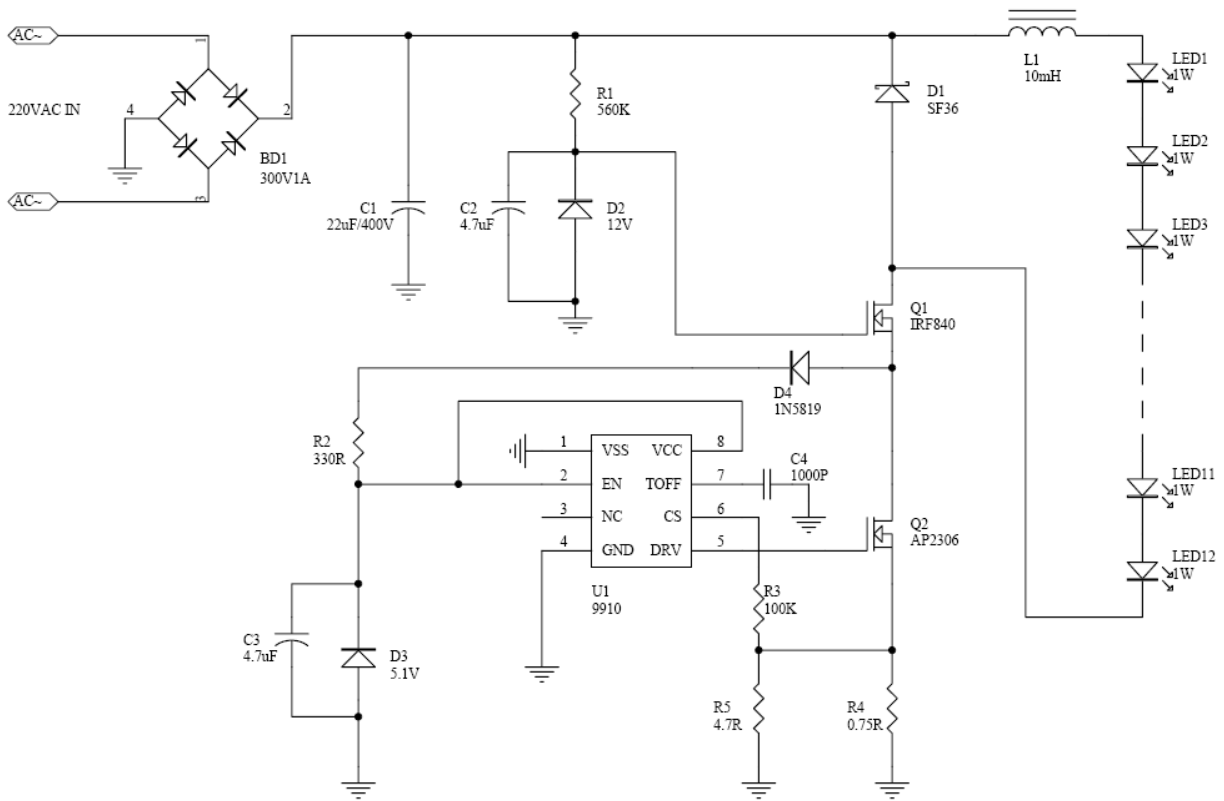 AC~
1
220VAC IN
4
2
BD1
300V1A
3
AC~
R1
560K
C1
22uF/400V
C2
4.7uF
D2
12V
D1
SF36
L1
10mH
LED1
1W
LED2
1W
LED3
1W
LED11
1W
LED12
1W
Q1
IRF840
D4
1N5819
R2
330R
1
VSS
VCC
8
2
EN
TOFF
7
3
NC
CS
6
4
GND
DRV
5
U1
9910
C4
1000P
Q2
AP2306
R3
100K
C3
4.7uF
D3
5.1V
R5
4.7R
R4
0.75R